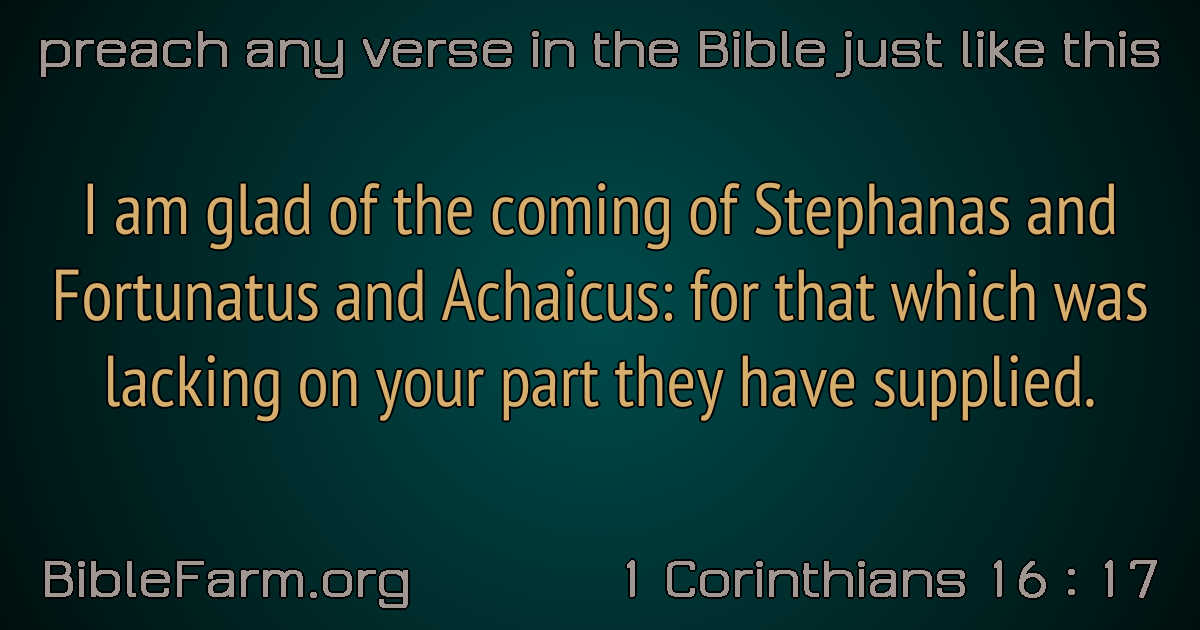 preach any verse in the Bible just like this
I am glad of the coming of Stephanas and
Fortunatus and Achaicus: for that which was
lacking on your part they have supplied.
BibleFarm.org
1 Corinthians 16 : 17